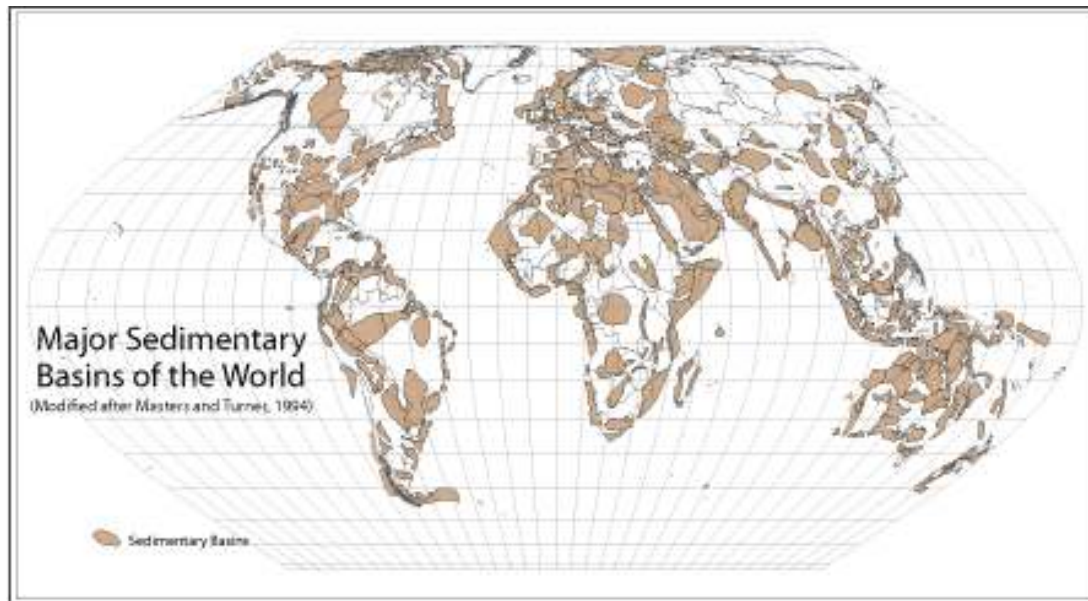 Major Sedimentary
Basins of the World
(Modified after Masters and Turner, 1994)
Sedimentary Basins